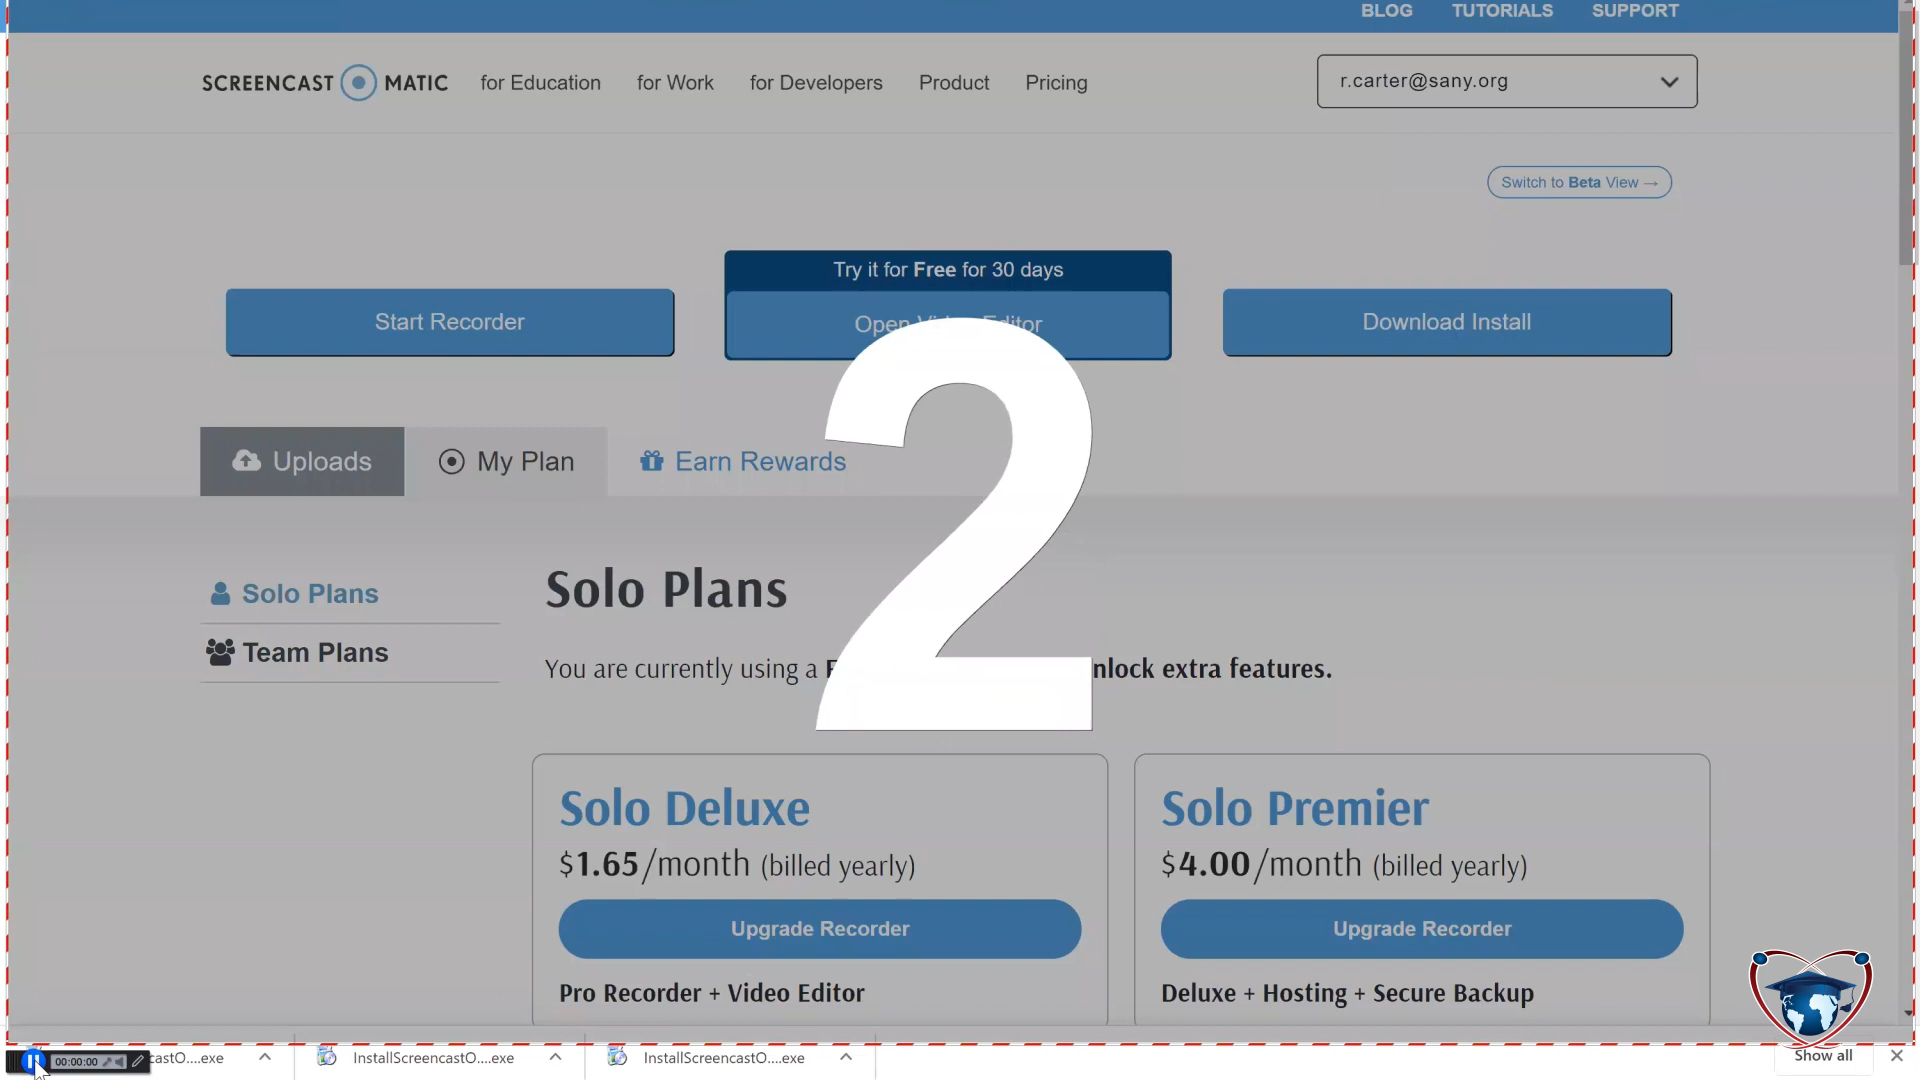 BLOG TUTORIALS SUPPORT
SCREENCAST MATIC for Education for Work for Developers Product Pricing r.carter@sany.org
Switch to Beta View →
Try it for Free for 30 days
Start Recorder Open Editor Download Install
2
Uploads My Plan Earn Rewards
Solo Plans
Team Plans
Solo Plans
You are currently using a nlock extra features.
Solo Deluxe
$1.65/month (billed yearly)
Upgrade Recorder
Pro Recorder + Video Editor
Solo Premier
$4.00/month (billed yearly)
Upgrade Recorder
Deluxe + Hosting + Secure Backup
00:00:00 castO....exe InstallScreencastO....exe InstallScreencastO....exe Show all